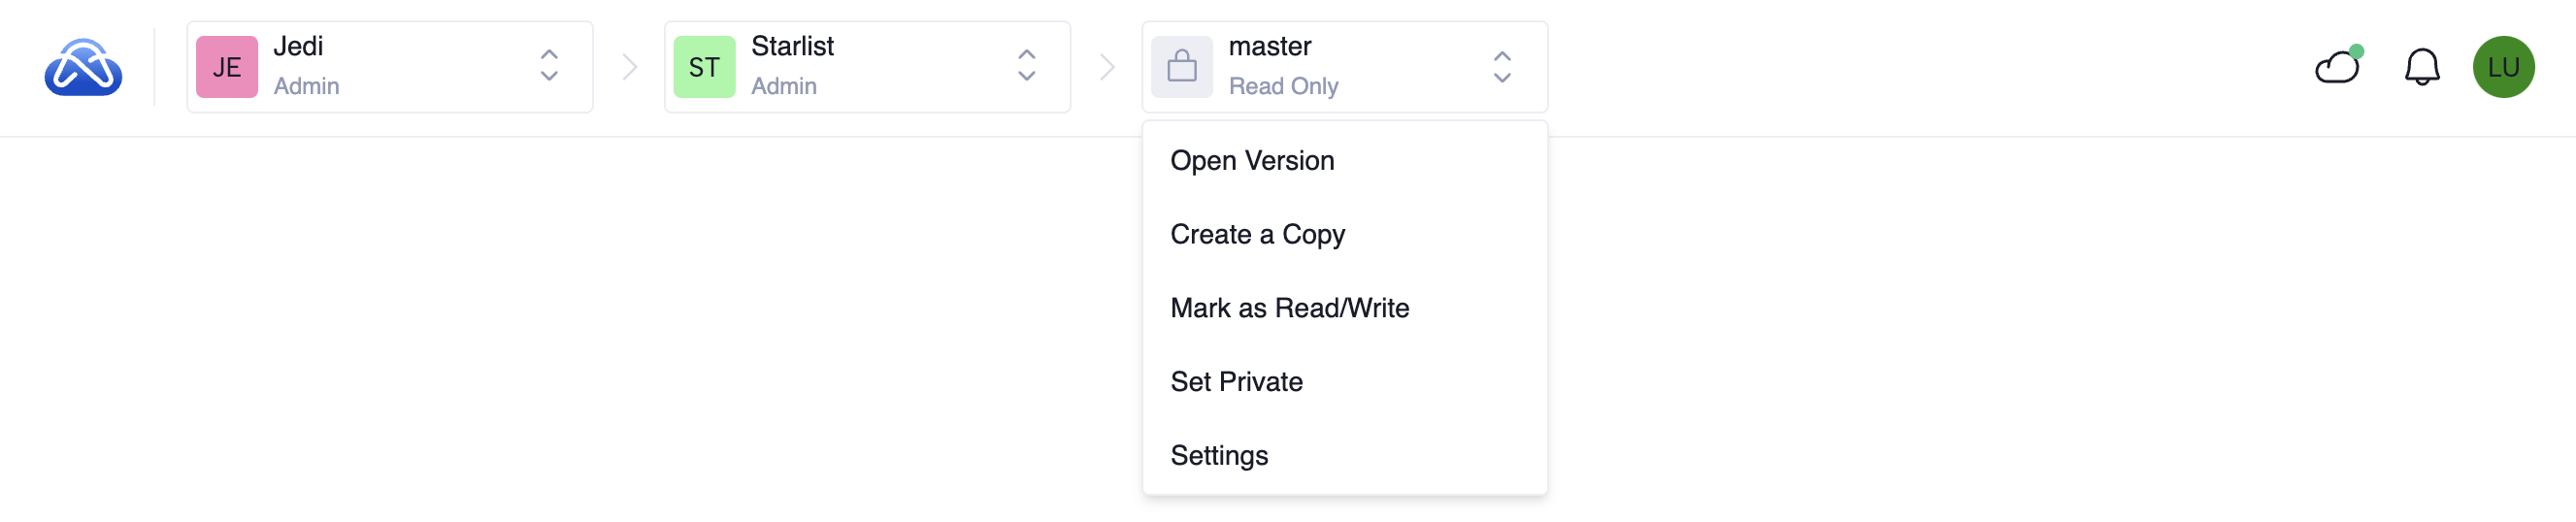 JE
Jedi
Admin
ST
Starlist
Admin
master
Read Only
LU
Open Version
Create a Copy
Mark as Read/Write
Set Private
Settings